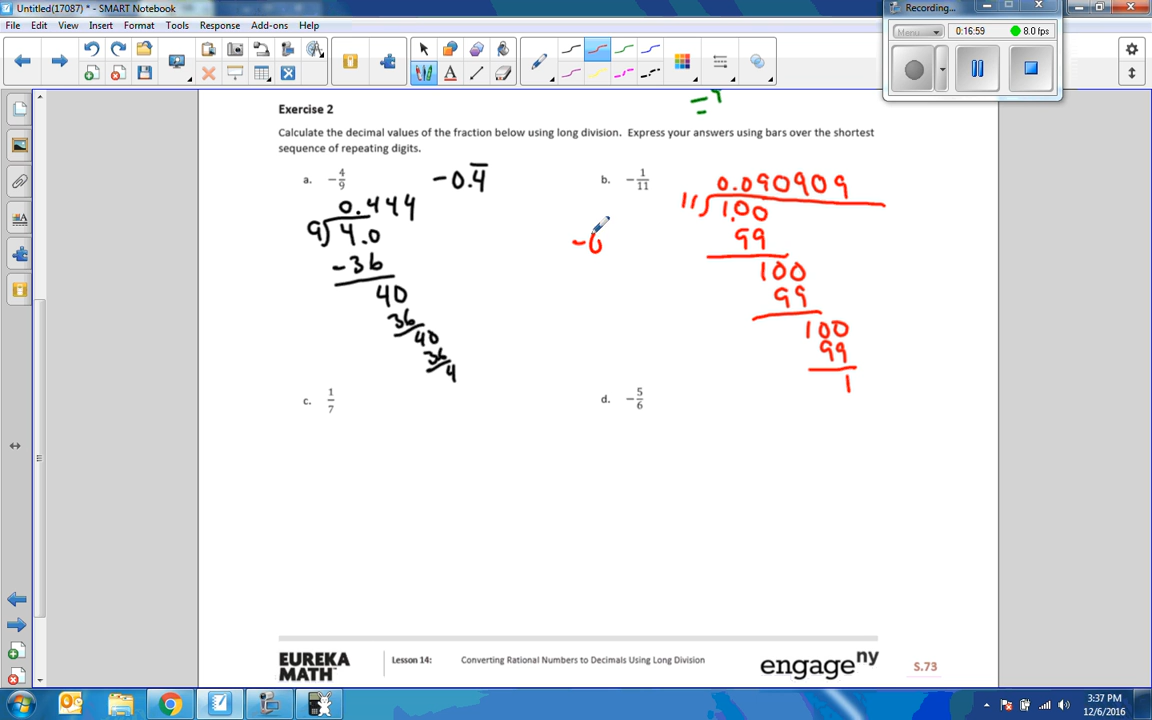 Untitled(17087) * - SMART Notebook
File Edit View Insert Format Tools Response Add-ons Help
Recording...
Menu
0:16:59
8.0 fps
Exercise 2
Calculate the decimal values of the fraction below using long division. Express your answers using bars over the shortest
sequence of repeating digits.
a. -4/9
-0.4̅
0.444
9)4.0
-36
40
36
40
36
4
b. -1/11
0.090909
11)1.00
99
100
99
100
99
1
-0
c. 1/7
d. -5/6
EUREKA
MATH™
Lesson 14:
Converting Rational Numbers to Decimals Using Long Division
engageny
S.73
3:37 PM
12/6/2016